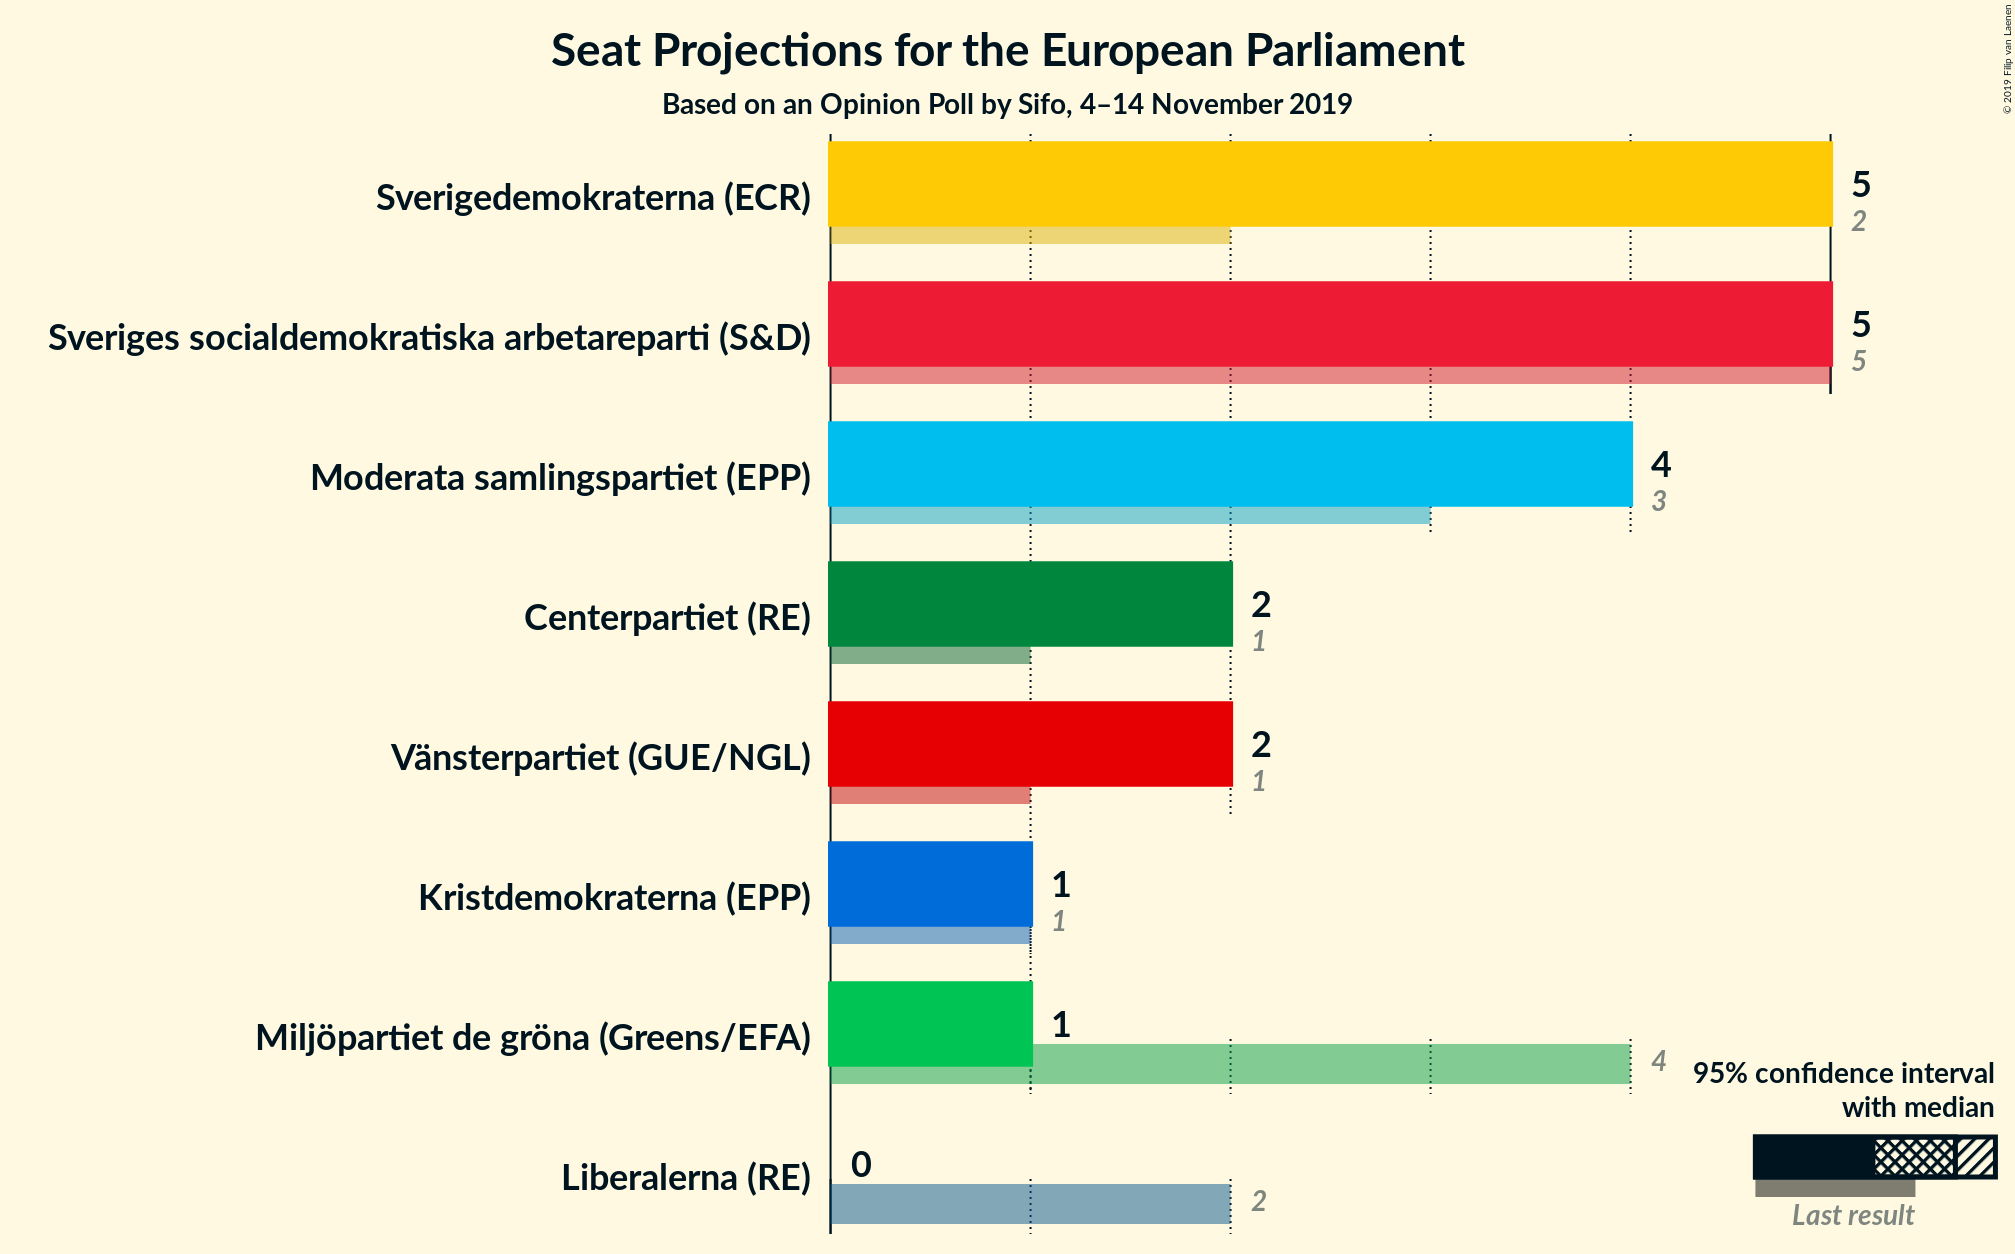 Seat Projections for the European Parliament
Based on an Opinion Poll by Sifo, 4–14 November 2019
© 2019 Filip van Laenen
Sverigedemokraterna (ECR)
5
2
Sveriges socialdemokratiska arbetareparti (S&D)
5
5
Moderata samlingspartiet (EPP)
4
3
Centerpartiet (RE)
2
1
Vänsterpartiet (GUE/NGL)
2
1
Kristdemokraterna (EPP)
1
1
Miljöpartiet de gröna (Greens/EFA)
1
4
Liberalerna (RE)
0
2
95% confidence interval
with median
Last result